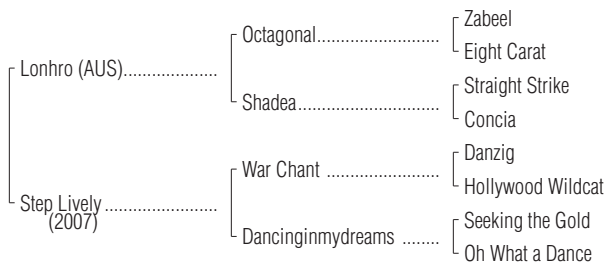 Zabeel
Octagonal....................
Eight Carat
Lonhro (AUS)...................
Straight Strike
Shadea.......................
Concia
Danzig
War Chant ..................
Hollywood Wildcat
Step Lively ......................
(2007)
Seeking the Gold
Dancinginmydreams ........
Oh What a Dance